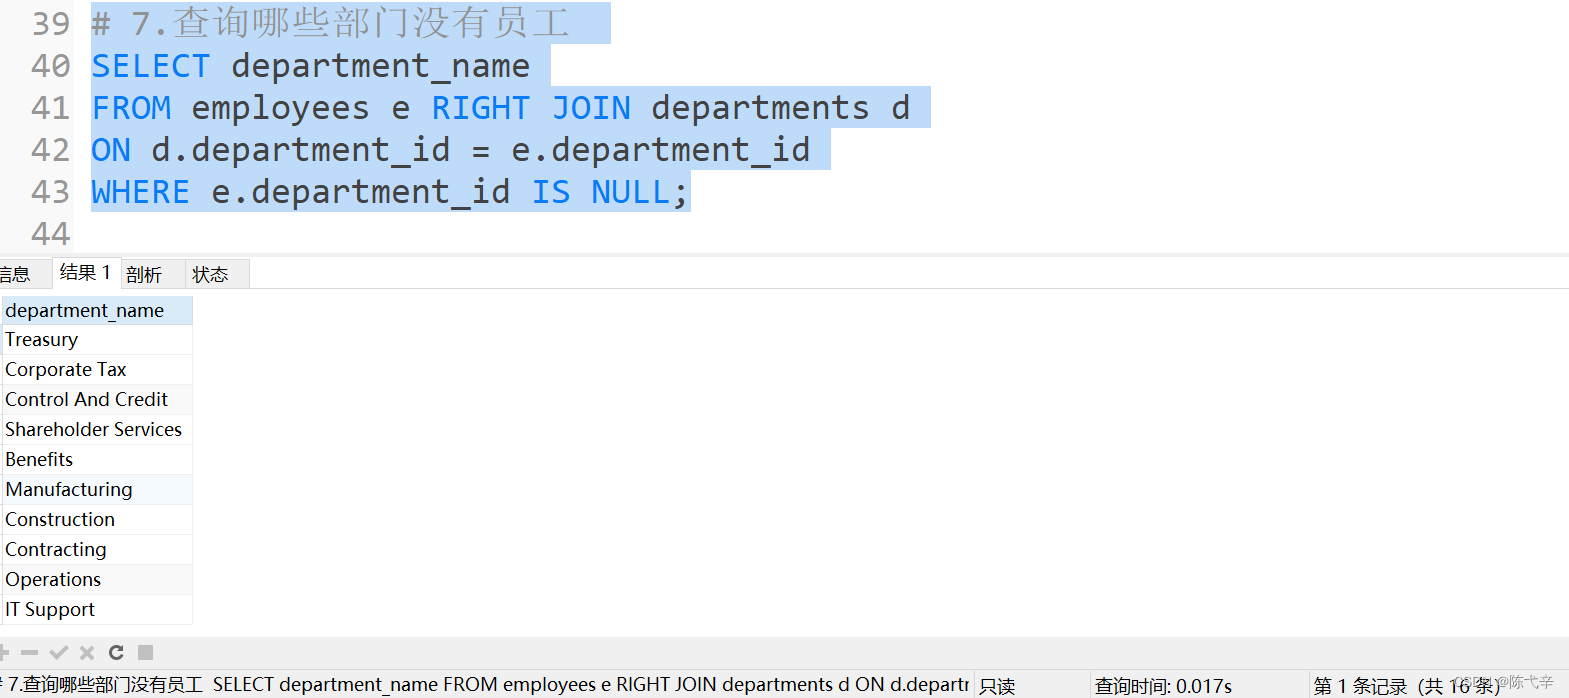 39 # 7.查询哪些部门没有员工
40 SELECT department_name
41 FROM employees e RIGHT JOIN departments d
42 ON d.department_id = e.department_id
43 WHERE e.department_id IS NULL;
44
信息 结果 1 剖析 状态
department_name
Treasury
Corporate Tax
Control And Credit
Shareholder Services
Benefits
Manufacturing
Construction
Contracting
Operations
IT Support
# 7.查询哪些部门没有员工 SELECT department_name FROM employees e RIGHT JOIN departments d ON d.departr 只读 查询时间: 0.017s 第 1 条记录 (共 16 条)
CSDN @陈弋辛